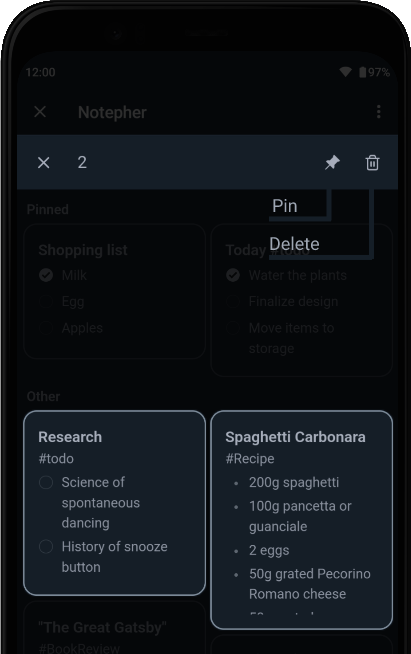 12:00
97%
Notepher
2
Pin
Delete
Pinned
Shopping list
Milk
Egg
Apples
Today #todo
Water the plants
Finalize design
Move items to
storage
Other
Research
#todo
Science of
spontaneous
dancing
History of snooze
button
Spaghetti Carbonara
#Recipe
• 200g spaghetti
• 100g pancetta or
guanciale
• 2 eggs
• 50g grated Pecorino
Romano cheese
"The Great Gatsby"
#BookReview